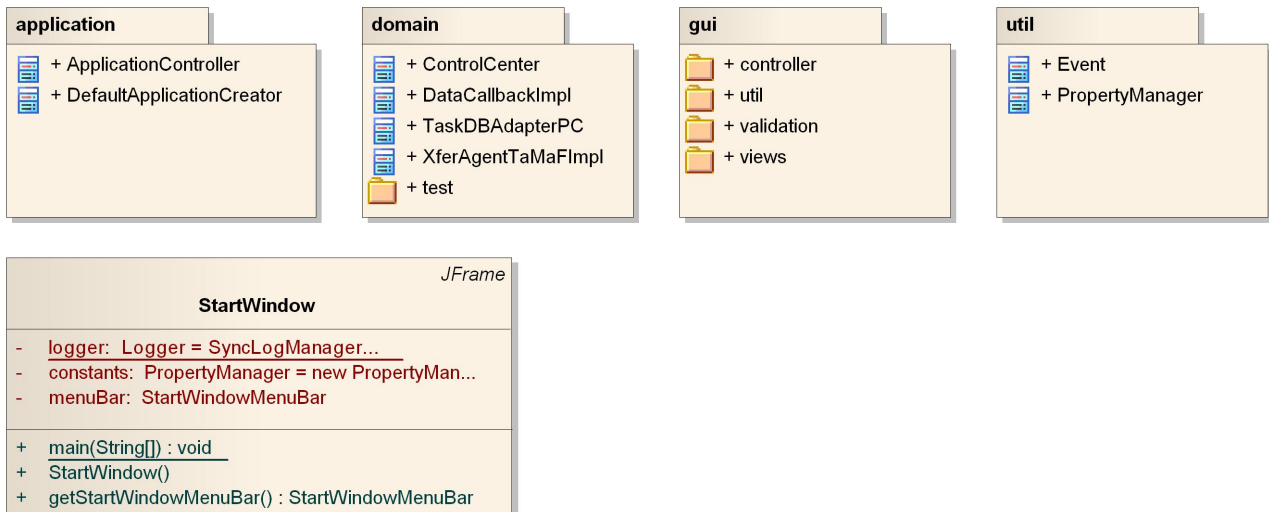 application
+ ApplicationController
+ DefaultApplicationCreator
domain
+ ControlCenter
+ DataCallbackImpl
+ TaskDBAdapterPC
+ XferAgentTaMaFImpl
+ test
gui
+ controller
+ util
+ validation
+ views
util
+ Event
+ PropertyManager
JFrame
StartWindow
- logger: Logger = SyncLogManager...
- constants: PropertyManager = new PropertyMan...
- menuBar: StartWindowMenuBar
+ main(String[]) : void
+ StartWindow()
+ getStartWindowMenuBar() : StartWindowMenuBar